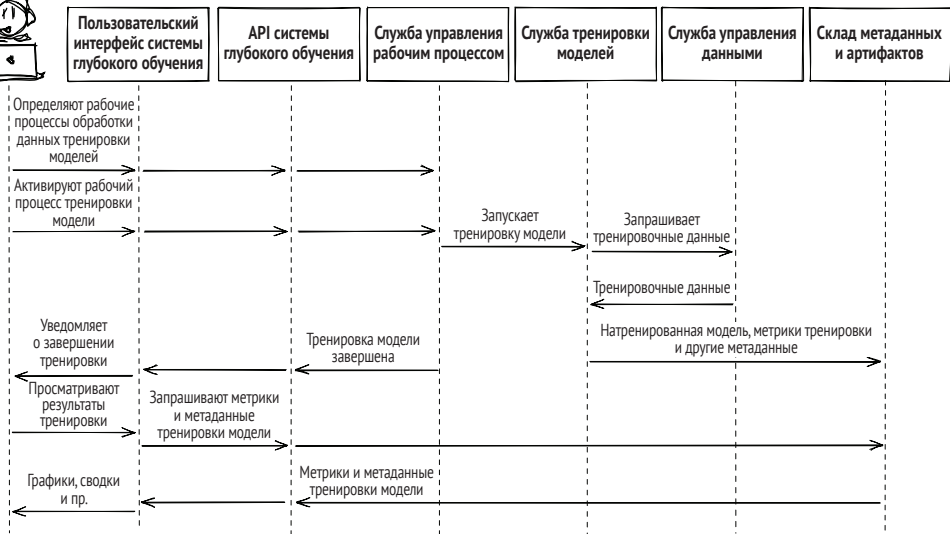 Пользовательский
интерфейс системы
глубокого обучения
API системы
глубокого обучения
Служба управления
рабочим процессом
Служба тренировки
моделей
Служба управления
данными
Склад метаданных
и артифактов
Определяют рабочие
процессы обработки
данных тренировки
моделей
Активируют рабочий
процесс тренировки
модели
Запускает
тренировку модели
Запрашивает
тренировочные данные
Тренировочные данные
Натренированная модель, метрики тренировки
и другие метаданные
Уведомляет
о завершении
тренировки
Тренировка модели
завершена
Просматривают
результаты
тренировки
Запрашивают метрики
и метаданные
тренировки модели
Метрики и метаданные
тренировки модели
Графики, сводки
и пр.